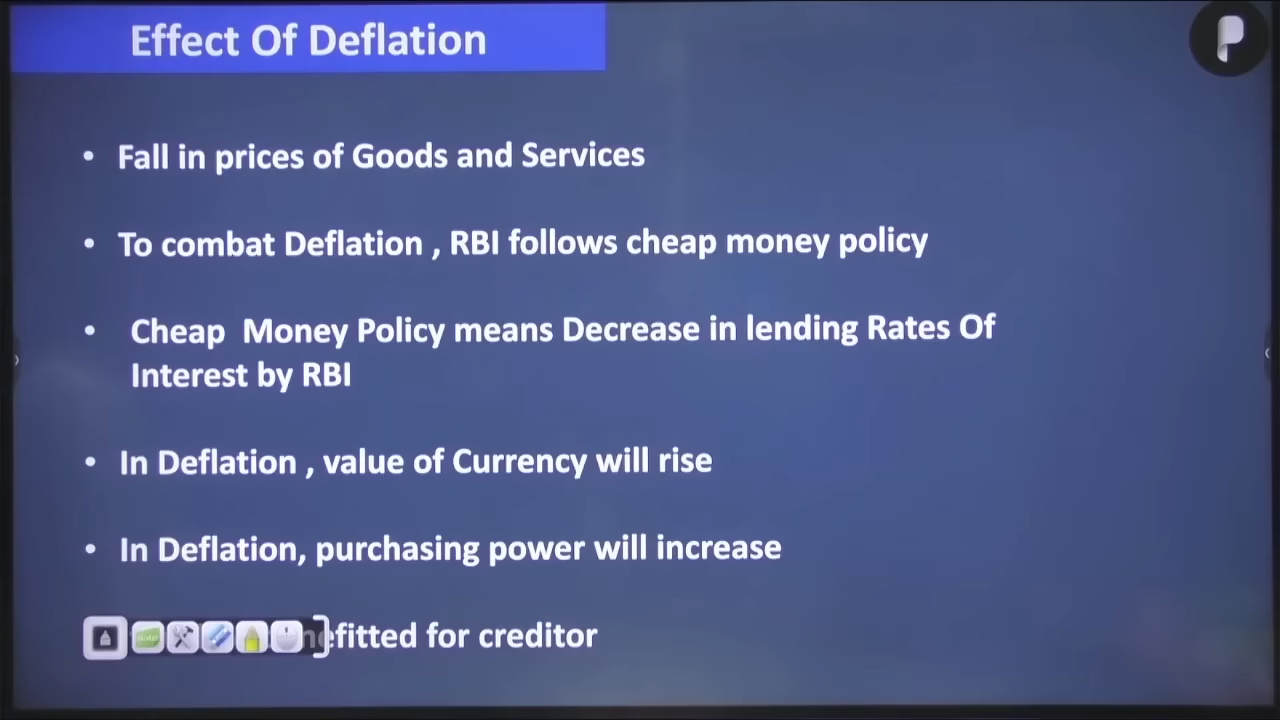 Effect Of Deflation
• Fall in prices of Goods and Services
• To combat Deflation , RBI follows cheap money policy
• Cheap Money Policy means Decrease in lending Rates Of
Interest by RBI
• In Deflation , value of Currency will rise
• In Deflation, purchasing power will increase
for creditor